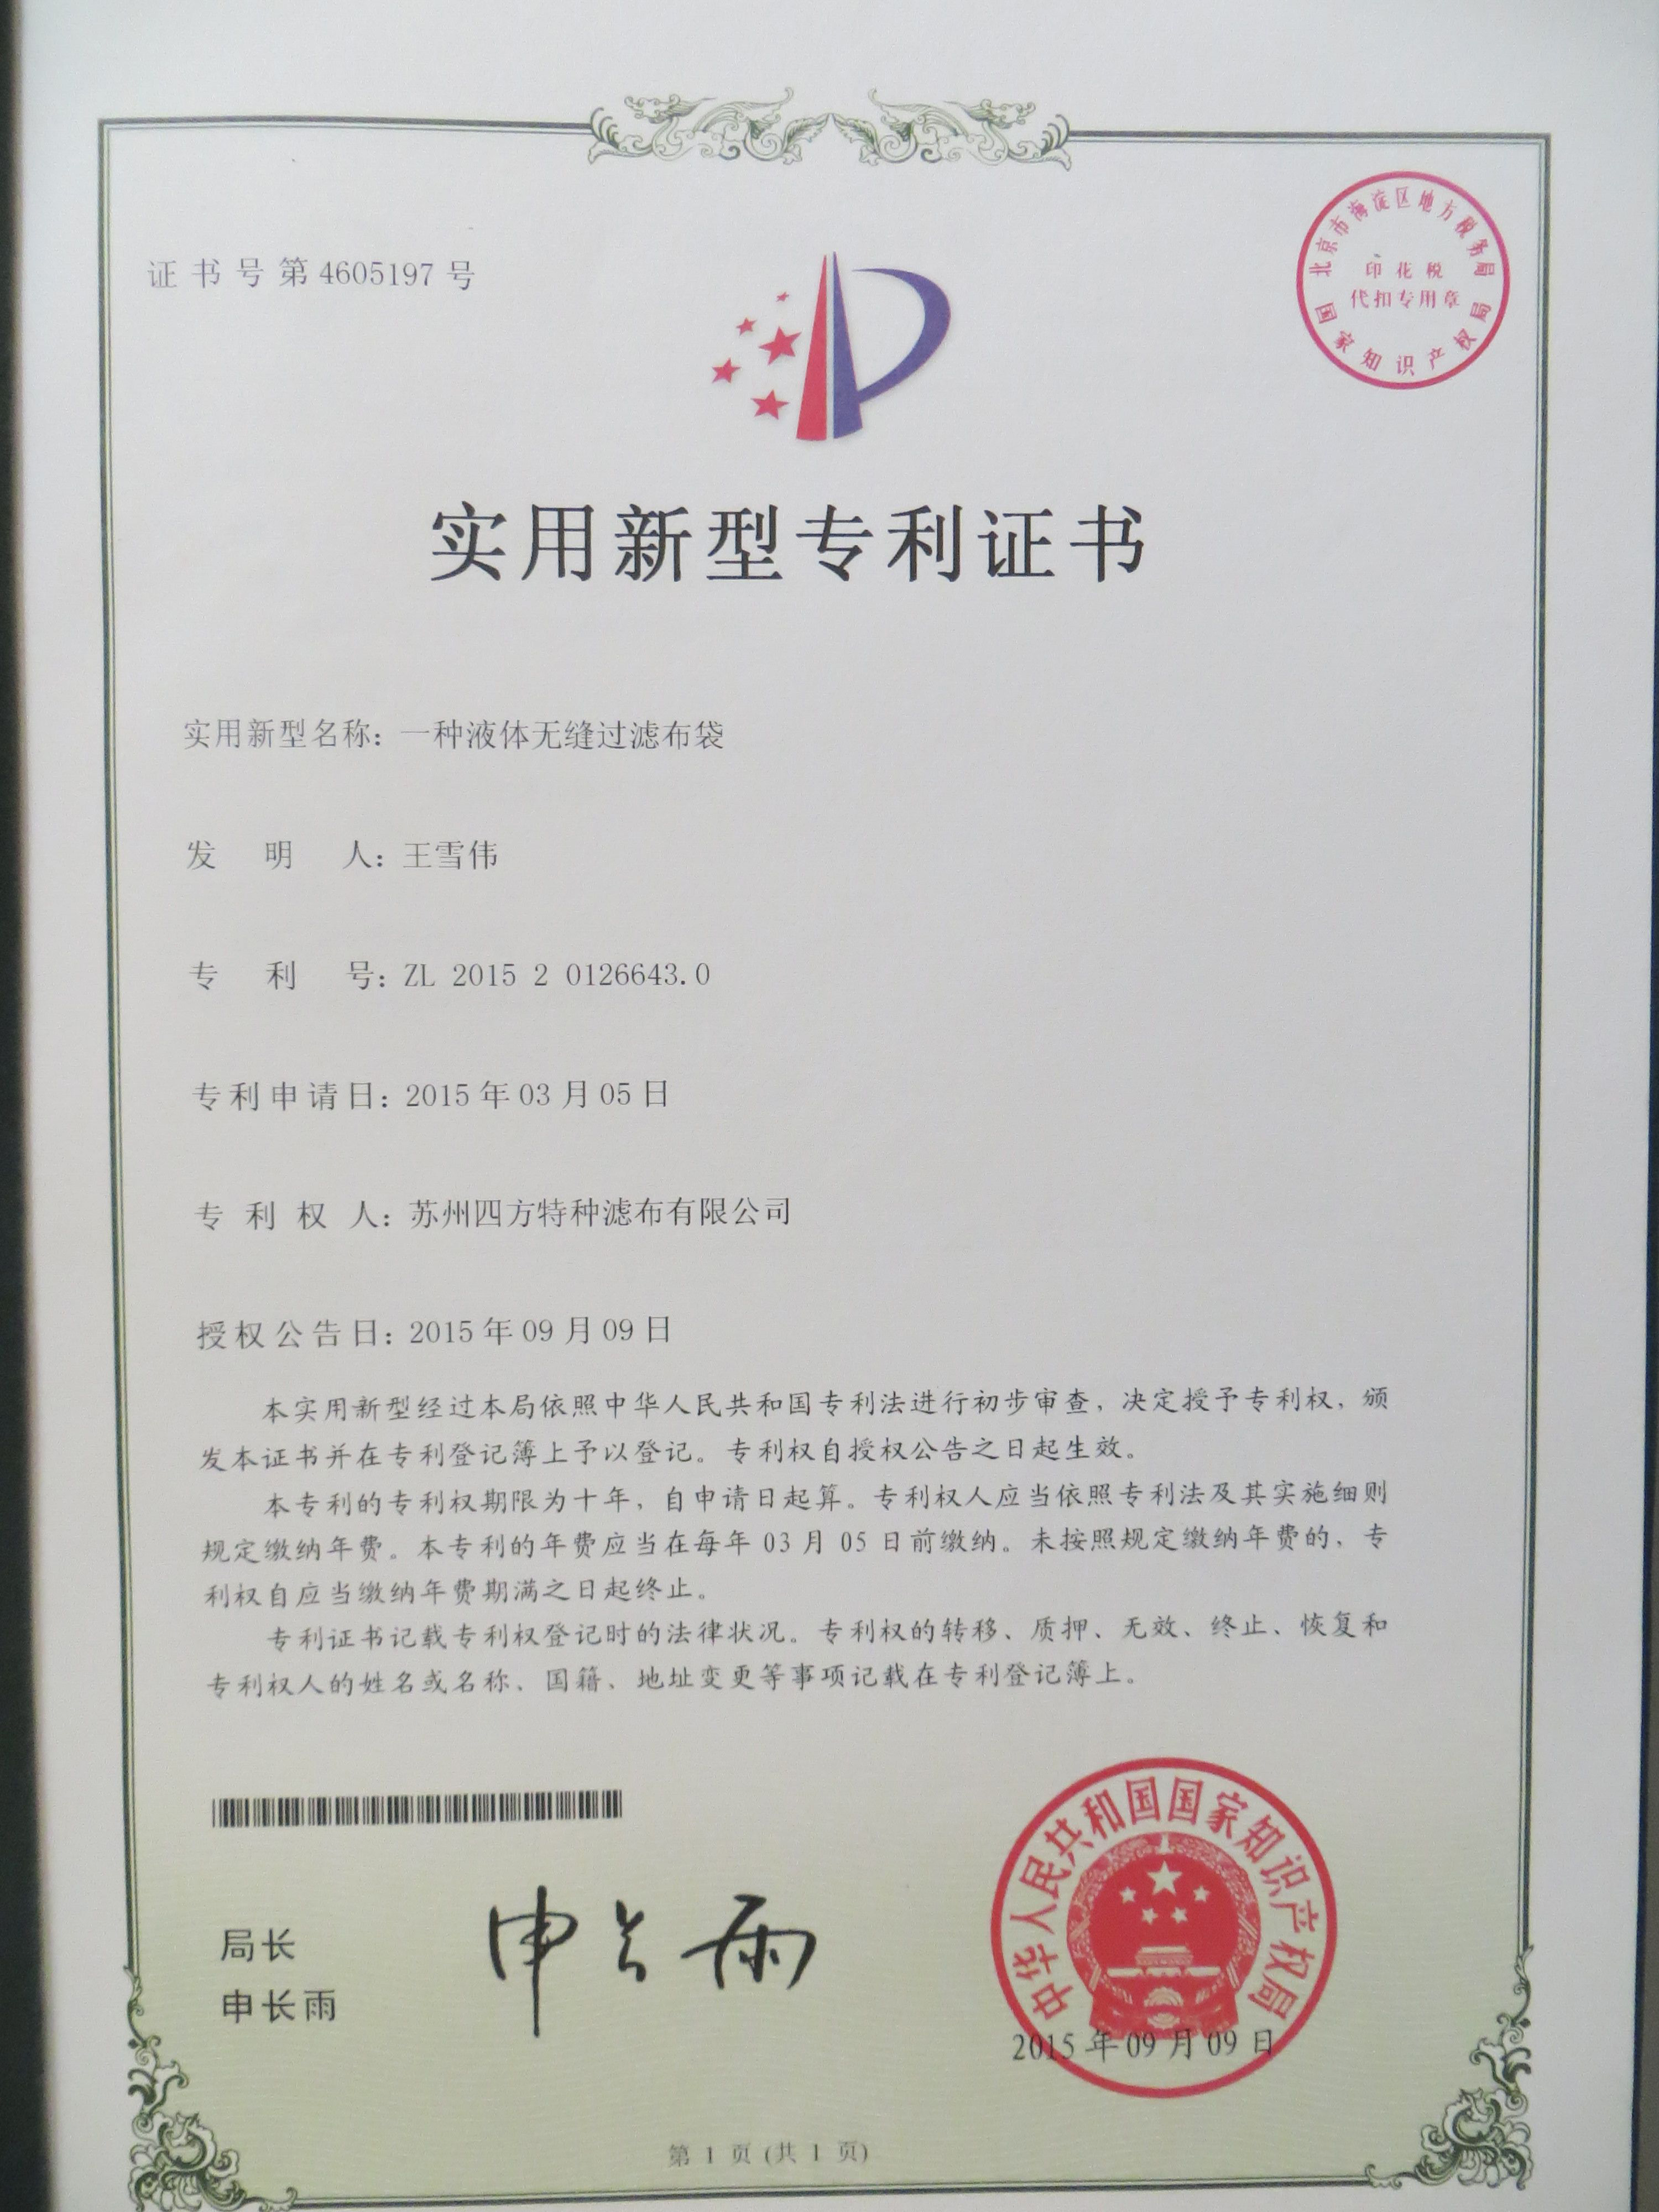 证书号第4605197号
北京市海淀区地方税务局
印花税
代扣专用章
国家知识产权局
实用新型专利证书
实用新型名称：一种液体无缝过滤布袋
发明人：王雪伟
专利号：ZL 2015 2 0126643.0
专利申请日：2015年03月05日
专利权人：苏州四方特种滤布有限公司
授权公告日：2015年09月09日
本实用新型经过本局依照中华人民共和国专利法进行初步审查，决定授予专利权，颁
发本证书并在专利登记簿上予以登记。专利权自授权公告之日起生效。
本专利的专利权期限为十年，自申请日起算。专利权人应当依照专利法及其实施细则
规定缴纳年费。本专利的年费应当在每年 03 月 05 日前缴纳。未按照规定缴纳年费的，专
利权自应当缴纳年费期满之日起终止。
专利证书记载专利权登记时的法律状况。专利权的转移、质押、无效、终止、恢复和
专利权人的姓名或名称、国籍、地址变更等事项记载在专利登记簿上。
局长
申长雨
申长雨
中华人民共和国国家知识产权局
2015年09月09日
第 1 页 (共 1 页)